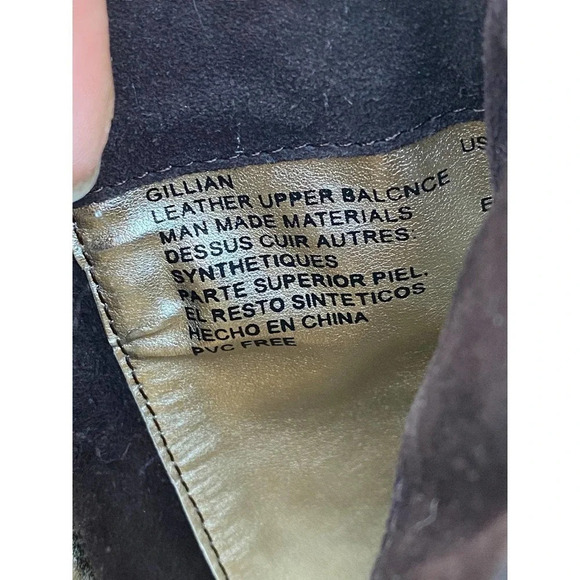 GILLIAN
LEATHER UPPER BALCNCE
MAN MADE MATERIALS
DESSUS CUIR AUTRES:
SYNTHETIQUES
PARTE SUPERIOR PIEL.
EL RESTO SINTETICOS
HECHO EN CHINA
PVC FREE
US
E